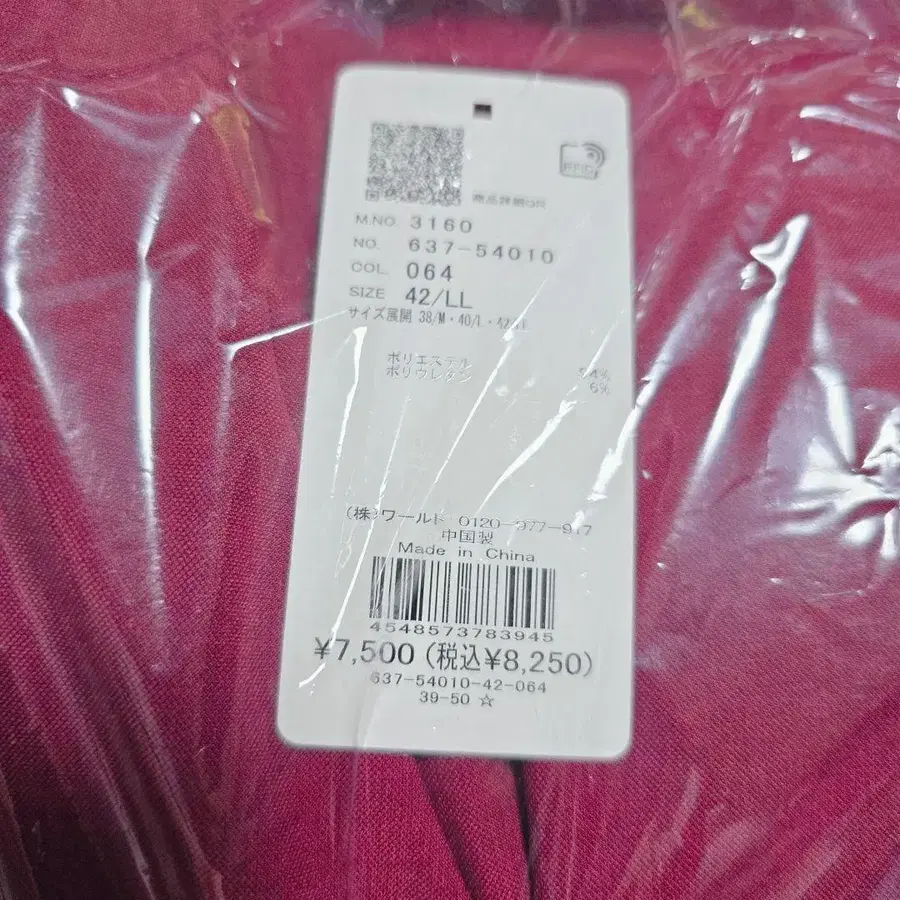 RFID
商品詳細QR
M.NO. 3160
NO. 637-54010
COL. 064
SIZE 42/LL
サイズ展開 38/M・40/L・42/LL
ポリエステル 94%
ポリウレタン 6%
(株)ワールド 0120-977-917
中国製
Made in China
4548573783945
¥7,500(税込¥8,250)
637-54010-42-064
39-50 ☆